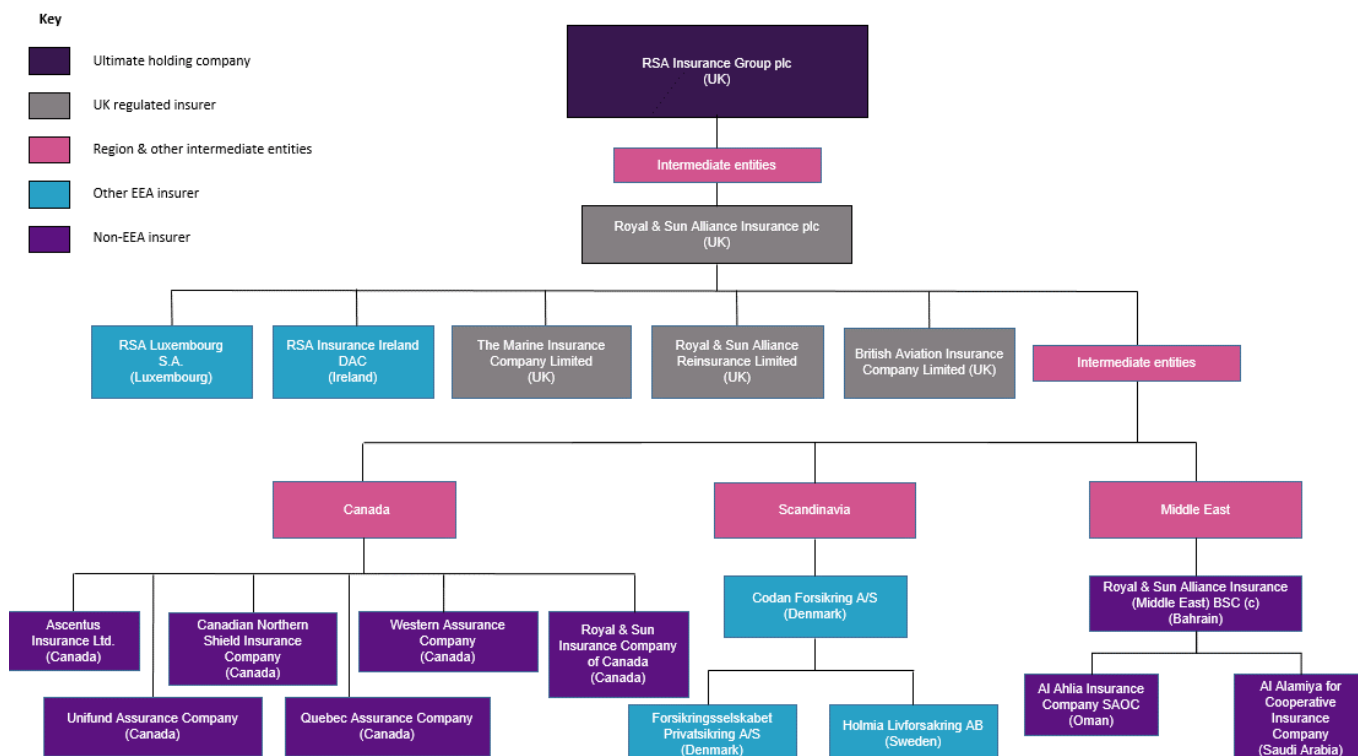 Key
Ultimate holding company
UK regulated insurer
Region & other intermediate entities
Other EEA insurer
Non-EEA insurer
RSA Insurance Group plc
(UK)
Intermediate entities
Royal & Sun Alliance Insurance plc
(UK)
RSA Luxembourg
S.A.
(Luxembourg)
RSA Insurance Ireland
DAC
(Ireland)
The Marine Insurance
Company Limited
(UK)
Royal & Sun Alliance
Reinsurance Limited
(UK)
British Aviation Insurance
Company Limited (UK)
Intermediate entities
Canada
Scandinavia
Middle East
Ascentus
Insurance Ltd.
(Canada)
Canadian Northern
Shield Insurance
Company
(Canada)
Western Assurance
Company
(Canada)
Royal & Sun
Insurance Company
of Canada
(Canada)
Unifund Assurance Company
(Canada)
Quebec Assurance Company
(Canada)
Codan Forsikring A/S
(Denmark)
Forsikringsselskabet
Privatsikring A/S
(Denmark)
Holmia Livforsakring AB
(Sweden)
Royal & Sun Alliance Insurance
(Middle East) BSC (c)
(Bahrain)
Al Ahlia Insurance
Company SAOC
(Oman)
Al Alamiya for
Cooperative
Insurance
Company
(Saudi Arabia)